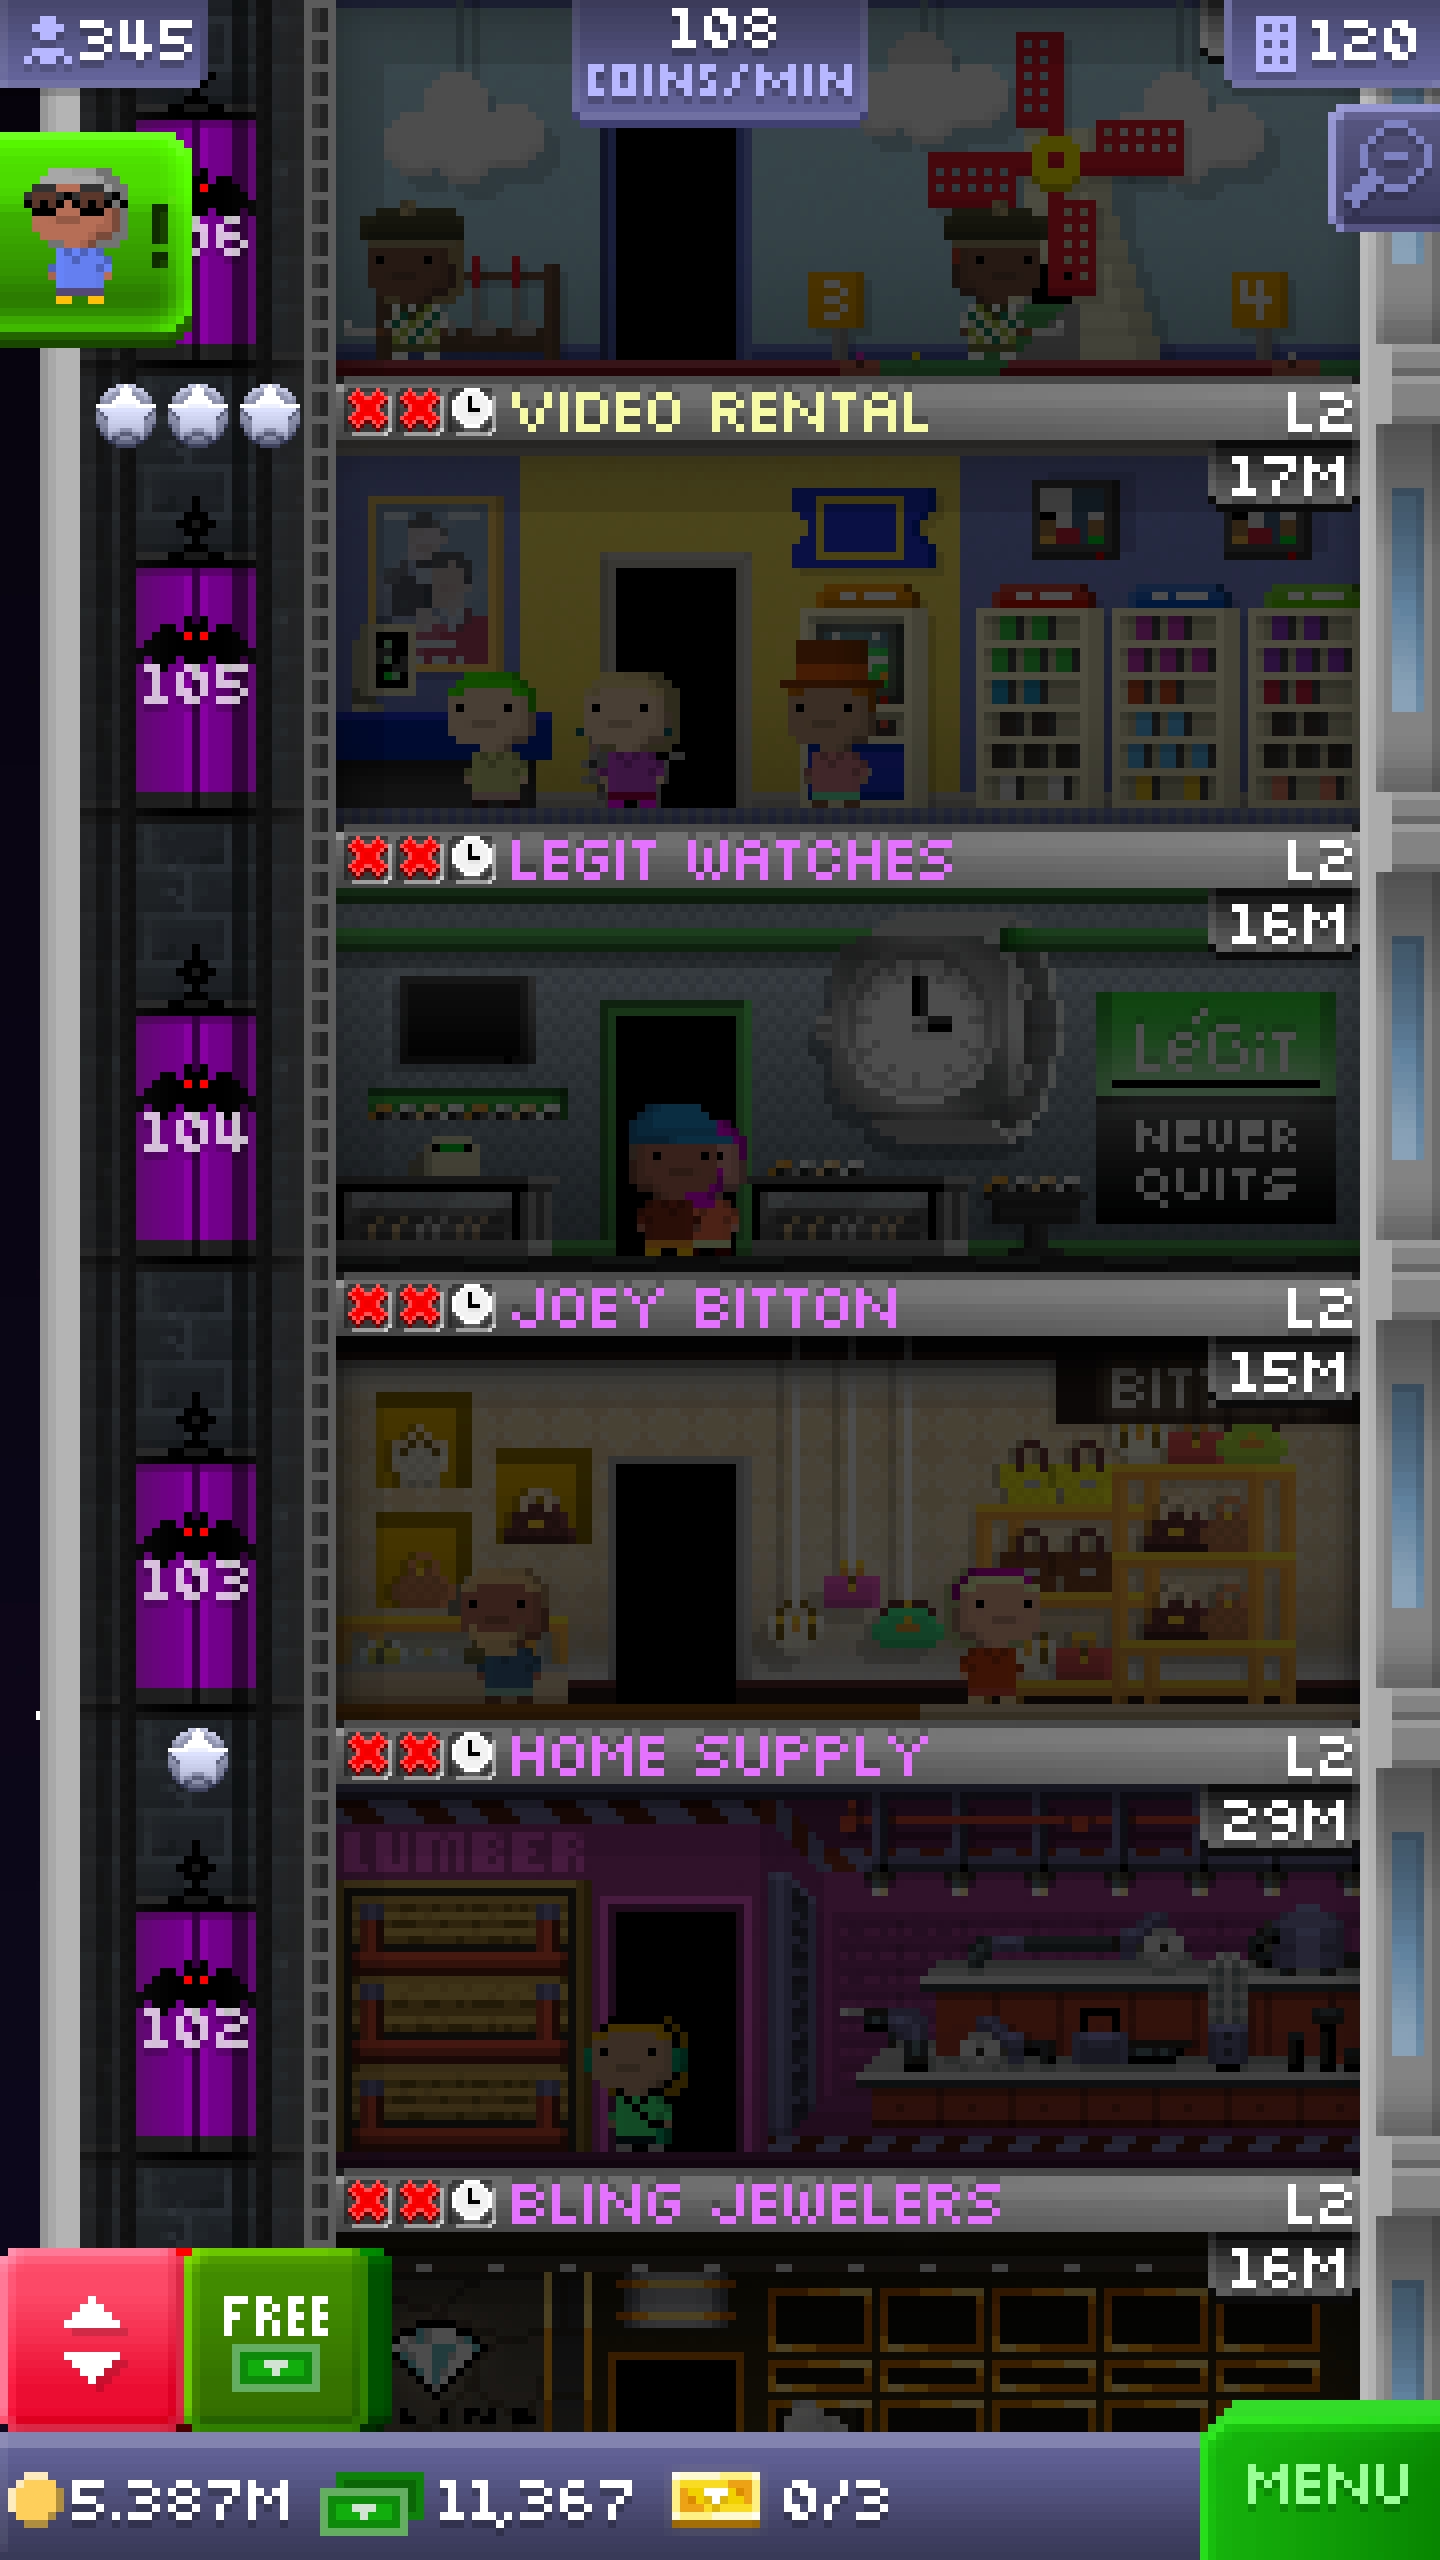 345
108
COINS/MIN
120
06
3
4
VIDEO RENTAL L2
17M
105
LEGIT WATCHES L2
16M
LéGiT
NEVER
QUITS
104
JOEY BITTON L2
15M
BIT
103
HOME SUPPLY L2
29M
LUMBER
102
BLING JEWELERS L2
16M
FREE
5.387M 11,367 0/3
MENU